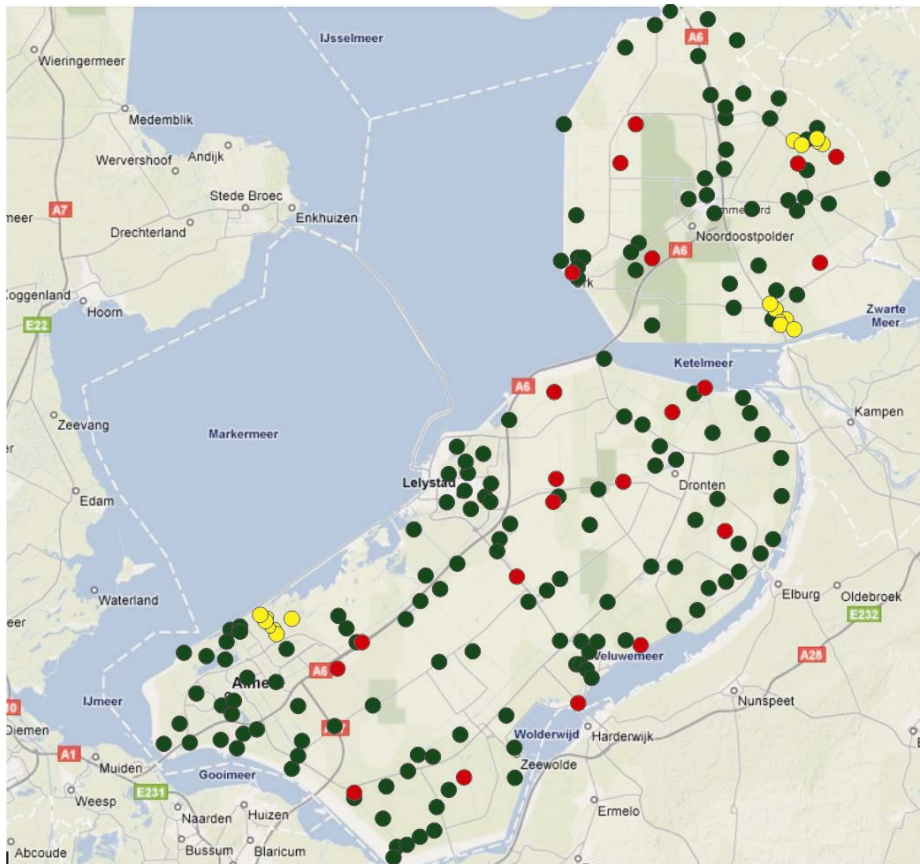 IJsselmeer
A6
Wieringermeer
Medemblik
Andijk
Wervershoof
Stede Broec
A7
Enkhuizen
Drechterland
Noordoostpolder
A6
Koggenland
Hoorn
Zwarte
Meer
E22
Ketelmeer
A6
Kampen
Zeevang
Markermeer
Lelystad
Dronten
Edam
Waterland
Elburg
Oldebroek
E232
A28
Veluwemeer
A6
IJmeer
Nunspeet
Diemen
Wolderwijd
Harderwijk
A1
Muiden
Gooimeer
Zeewolde
E231
Weesp
Huizen
Ermelo
Naarden
Bussum
Blaricum
Abcoude